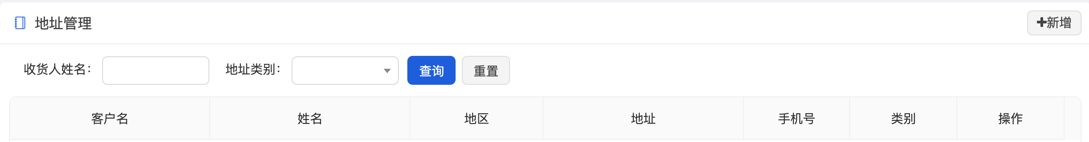 地址管理 新增
收货人姓名： 地址类别： 查询 重置
客户名 姓名 地区 地址 手机号 类别 操作